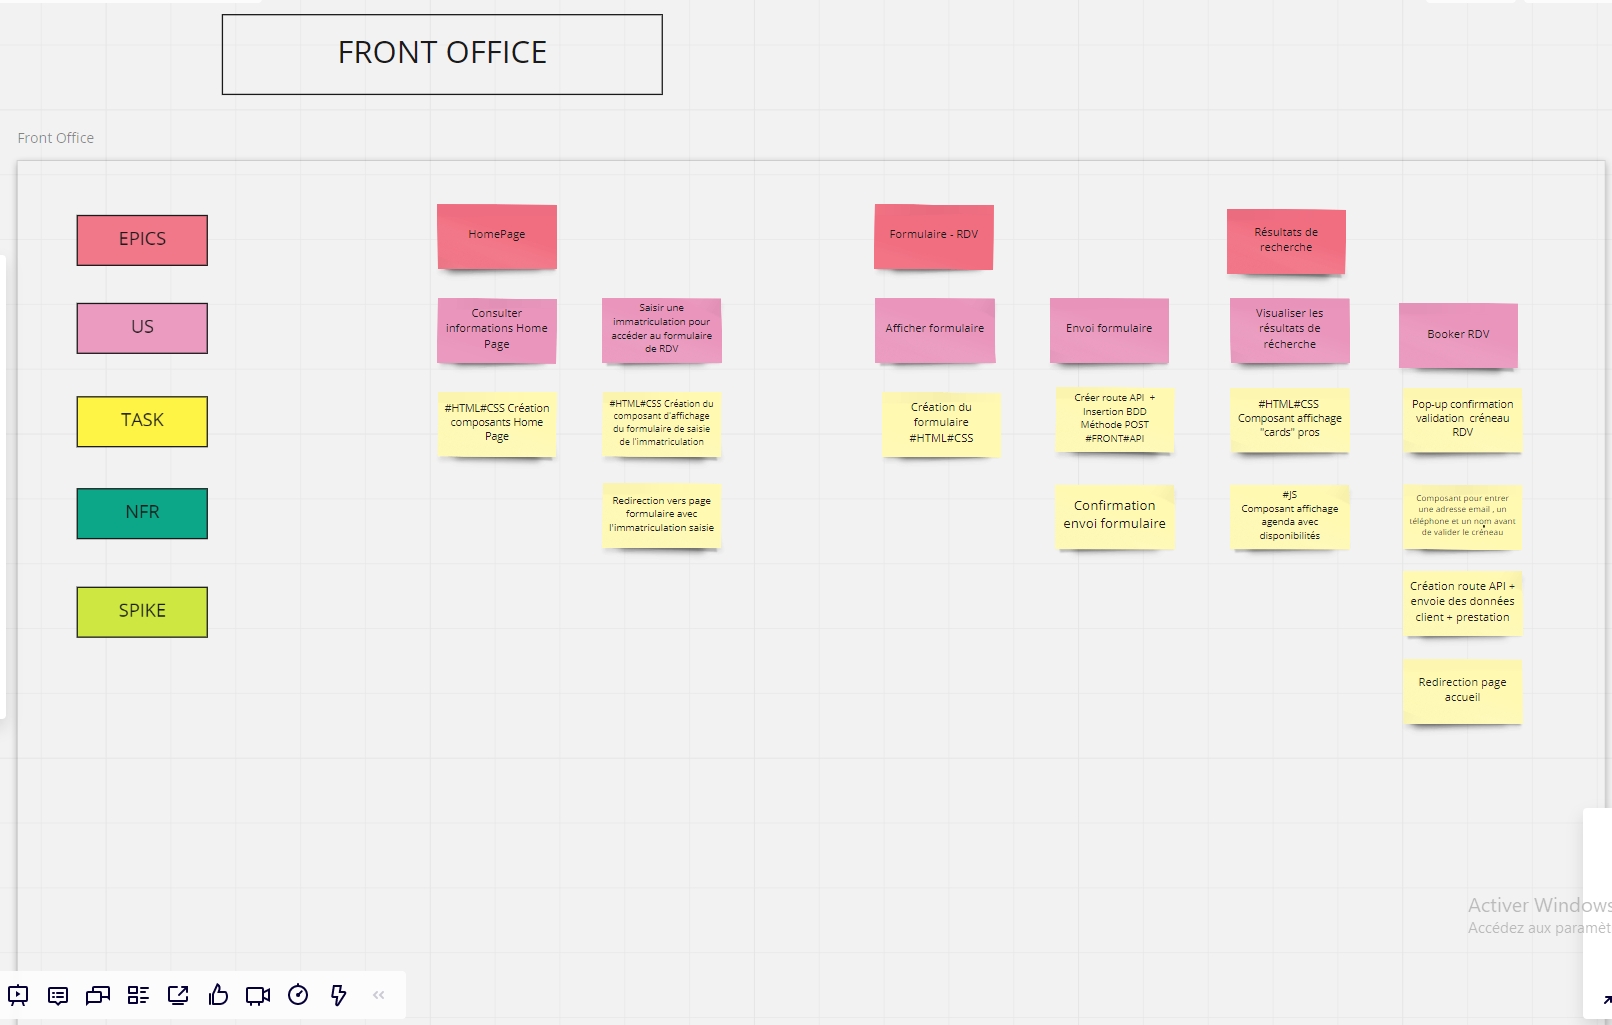 FRONT OFFICE
Front Office
EPICS
HomePage
Formulaire - RDV
Résultats de
recherche
US
Consulter
informations Home
Page
Saisir une
immatriculation pour
accéder au formulaire
de RDV
Afficher formulaire
Envoi formulaire
Visualiser les
résultats de
récherche
Booker RDV
TASK
#HTML#CSS Création
composants Home
Page
#HTML#CSS Création du
composant d'affichage
du formulaire de saisie
de l'immatriculation
Création du
formulaire
#HTML#CSS
Créer route API +
Insertion BDD
Méthode POST
#FRONT#API
#HTML#CSS
Composant affichage
"cards" pros
Pop-up confirmation
validation créneau
RDV
NFR
Redirection vers page
formulaire avec
l'immatriculation saisie
Confirmation
envoi formulaire
#JS
Composant affichage
agenda avec
disponibilités
Composant pour entrer
une adresse email , un
téléphone et un nom avant
de valider le créneau
SPIKE
Création route API +
envoie des données
client + prestation
Redirection page
accueil
Activer Windows
Accédez aux paramèt